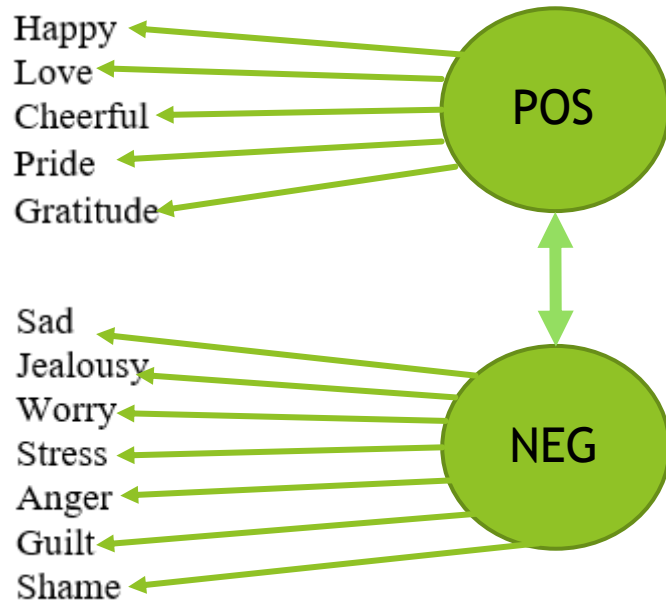 Happy
Love
Cheerful
Pride
Gratitude
POS
Sad
Jealousy
Worry
Stress
Anger
Guilt
Shame
NEG